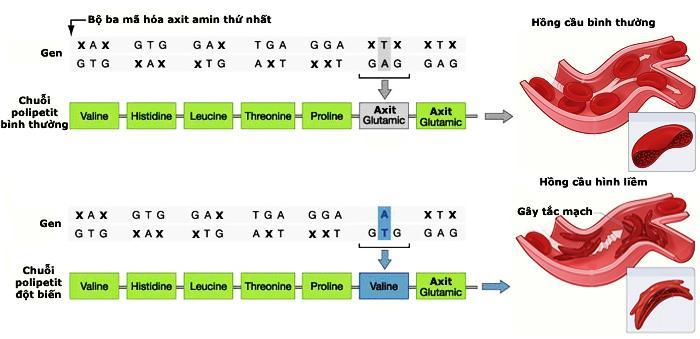 Bộ ba mã hóa axit amin thứ nhất
Hồng cầu bình thường
Gen
XAX GTG GAX TGA GGA XTX XTX
GTG XAX XTG AXT XXT GAG GAG
Chuỗi
polipetit
bình thường
Valine Histidine Leucine Threonine Proline Axit Glutamic Axit Glutamic
Hồng cầu hình liềm
Gây tắc mạch
Gen
XAX GTG GAX TGA GGA A XTX
GTG XAX XTG AXT XXT GTG GAG
Chuỗi
polipetit
đột biến
Valine Histidine Leucine Threonine Proline Valine Axit Glutamic